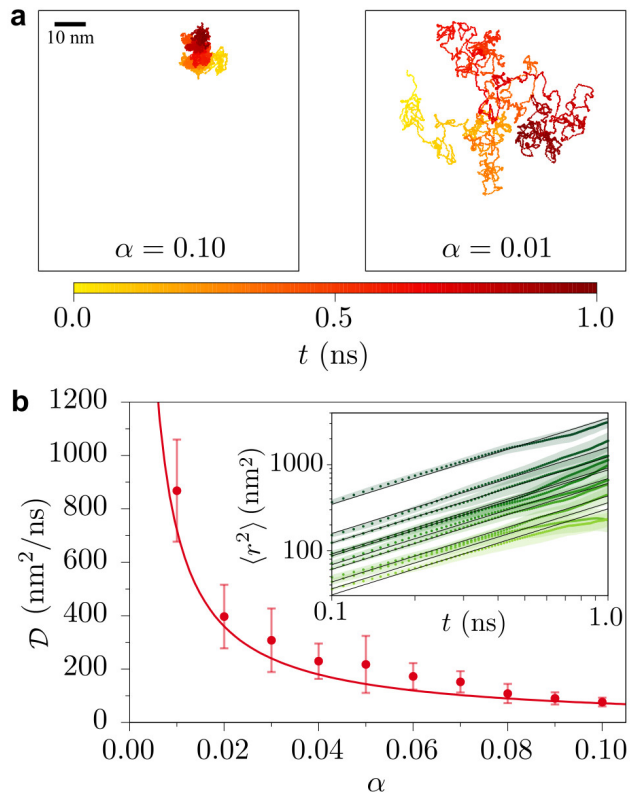 a
10 nm
α = 0.10
α = 0.01
0.0 0.5 1.0
t (ns)
b
1200
1000
800
600
400
200
0
D (nm²/ns)
0.00 0.02 0.04 0.06 0.08 0.10
α
1000
100
⟨r²⟩ (nm²)
0.1 1.0
t (ns)